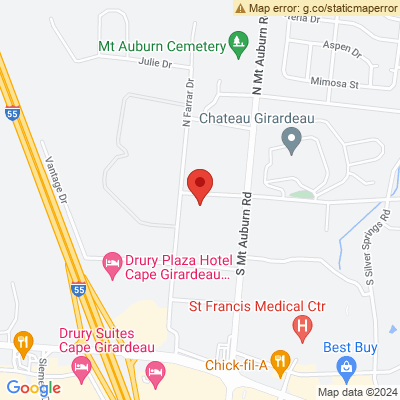 Map error: g.co/staticmaperror
Aspen Dr
Mt Auburn Cemetery
Julie Dr
Mimosa St
N Farrar Dr
N Mt Auburn Rd
55
Chateau Girardeau
Vantage Dr
S Mt Auburn Rd
S Silver Springs Rd
Drury Plaza Hotel
Cape Girardeau...
55
St Francis Medical Ctr
H
Drury Suites
Cape Girardeau
Chick-fil-A
Best Buy
Google
Map data ©2024